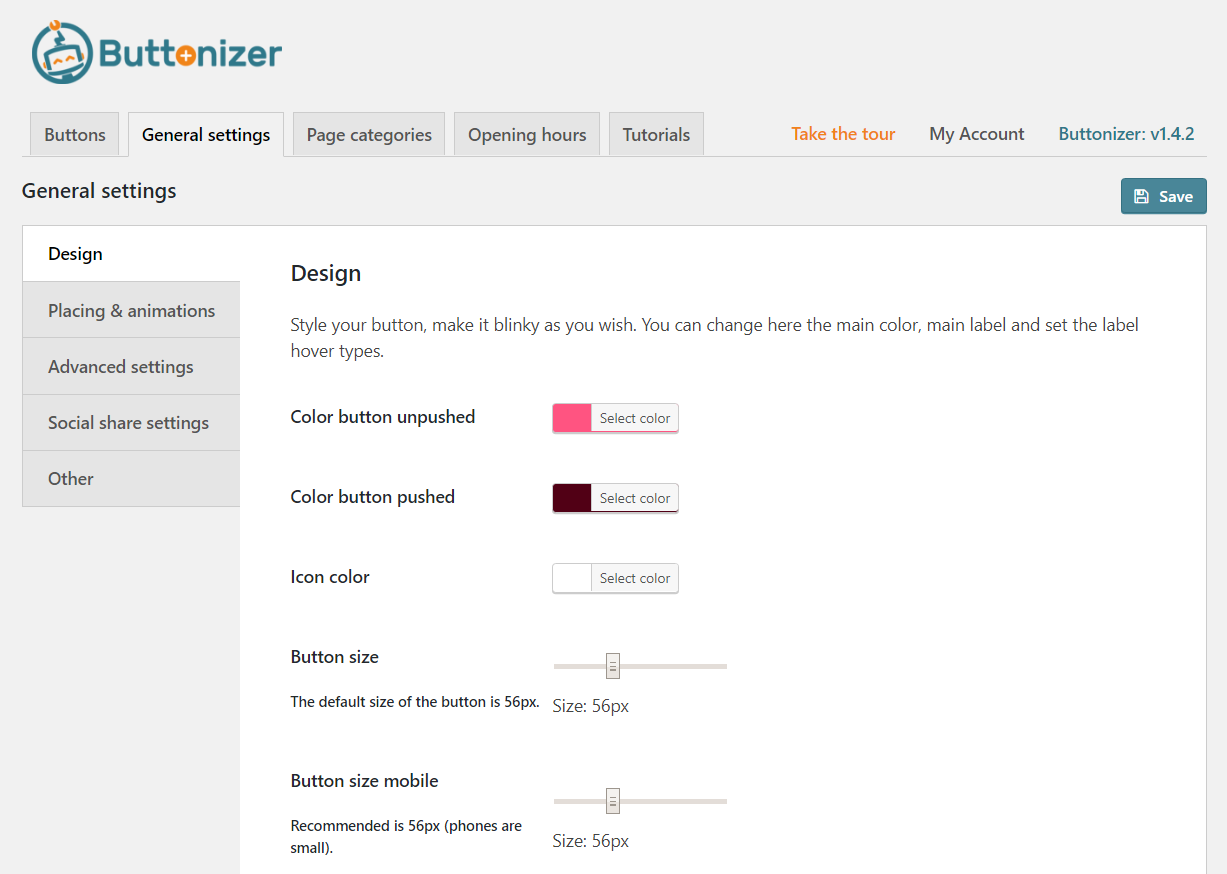 Buttonizer
Buttons
General settings
Page categories
Opening hours
Tutorials
Take the tour
My Account
Buttonizer: v1.4.2
General settings
Save
Design
Placing & animations
Advanced settings
Social share settings
Other
Design
Style your button, make it blinky as you wish. You can change here the main color, main label and set the label
hover types.
Color button unpushed
Select color
Color button pushed
Select color
Icon color
Select color
Button size
The default size of the button is 56px.
Size: 56px
Button size mobile
Recommended is 56px (phones are
small).
Size: 56px